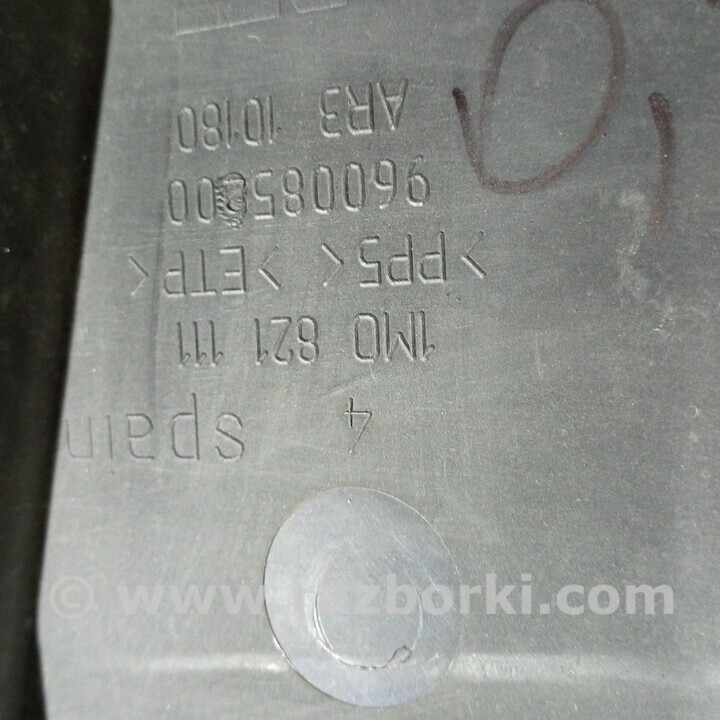 4 spain
1M0 821 111
>PP5< >ETP<
AR3 10180
© www.razborki.com